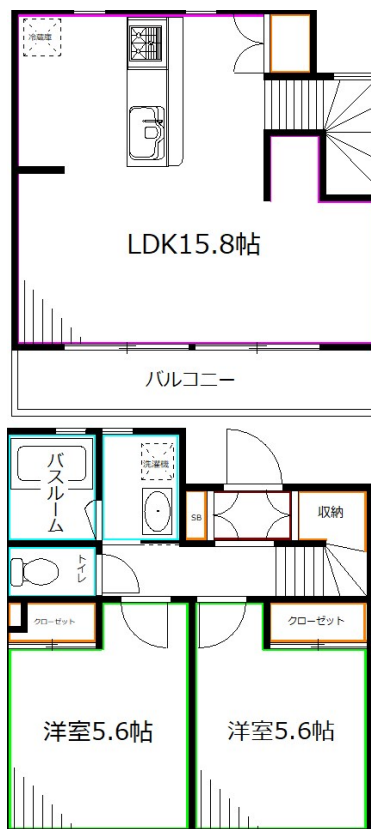 冷蔵庫
LDK15.8帖
バルコニー
バスルーム
洗濯機
SB
収納
トイレ
クローゼット
クローゼット
洋室5.6帖
洋室5.6帖